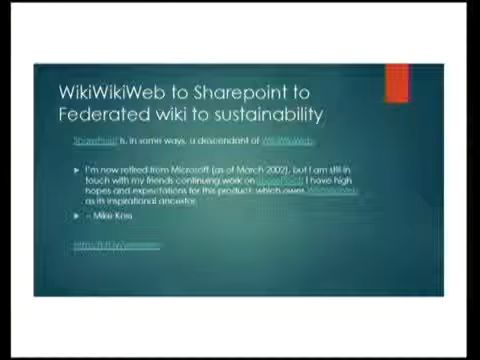 WikiWikiWeb to Sharepoint to
Federated wiki to sustainability
SharePoint is, in some ways, a descendant of WikiWikiWeb.
I'm now retired from Microsoft (as of March 2002), but I am still in
touch with my friends continuing work on SharePoint. I have high
hopes and expectations for this product, which owes WikiWikiWeb
as its inspirational ancestor.
-- Mike Koss